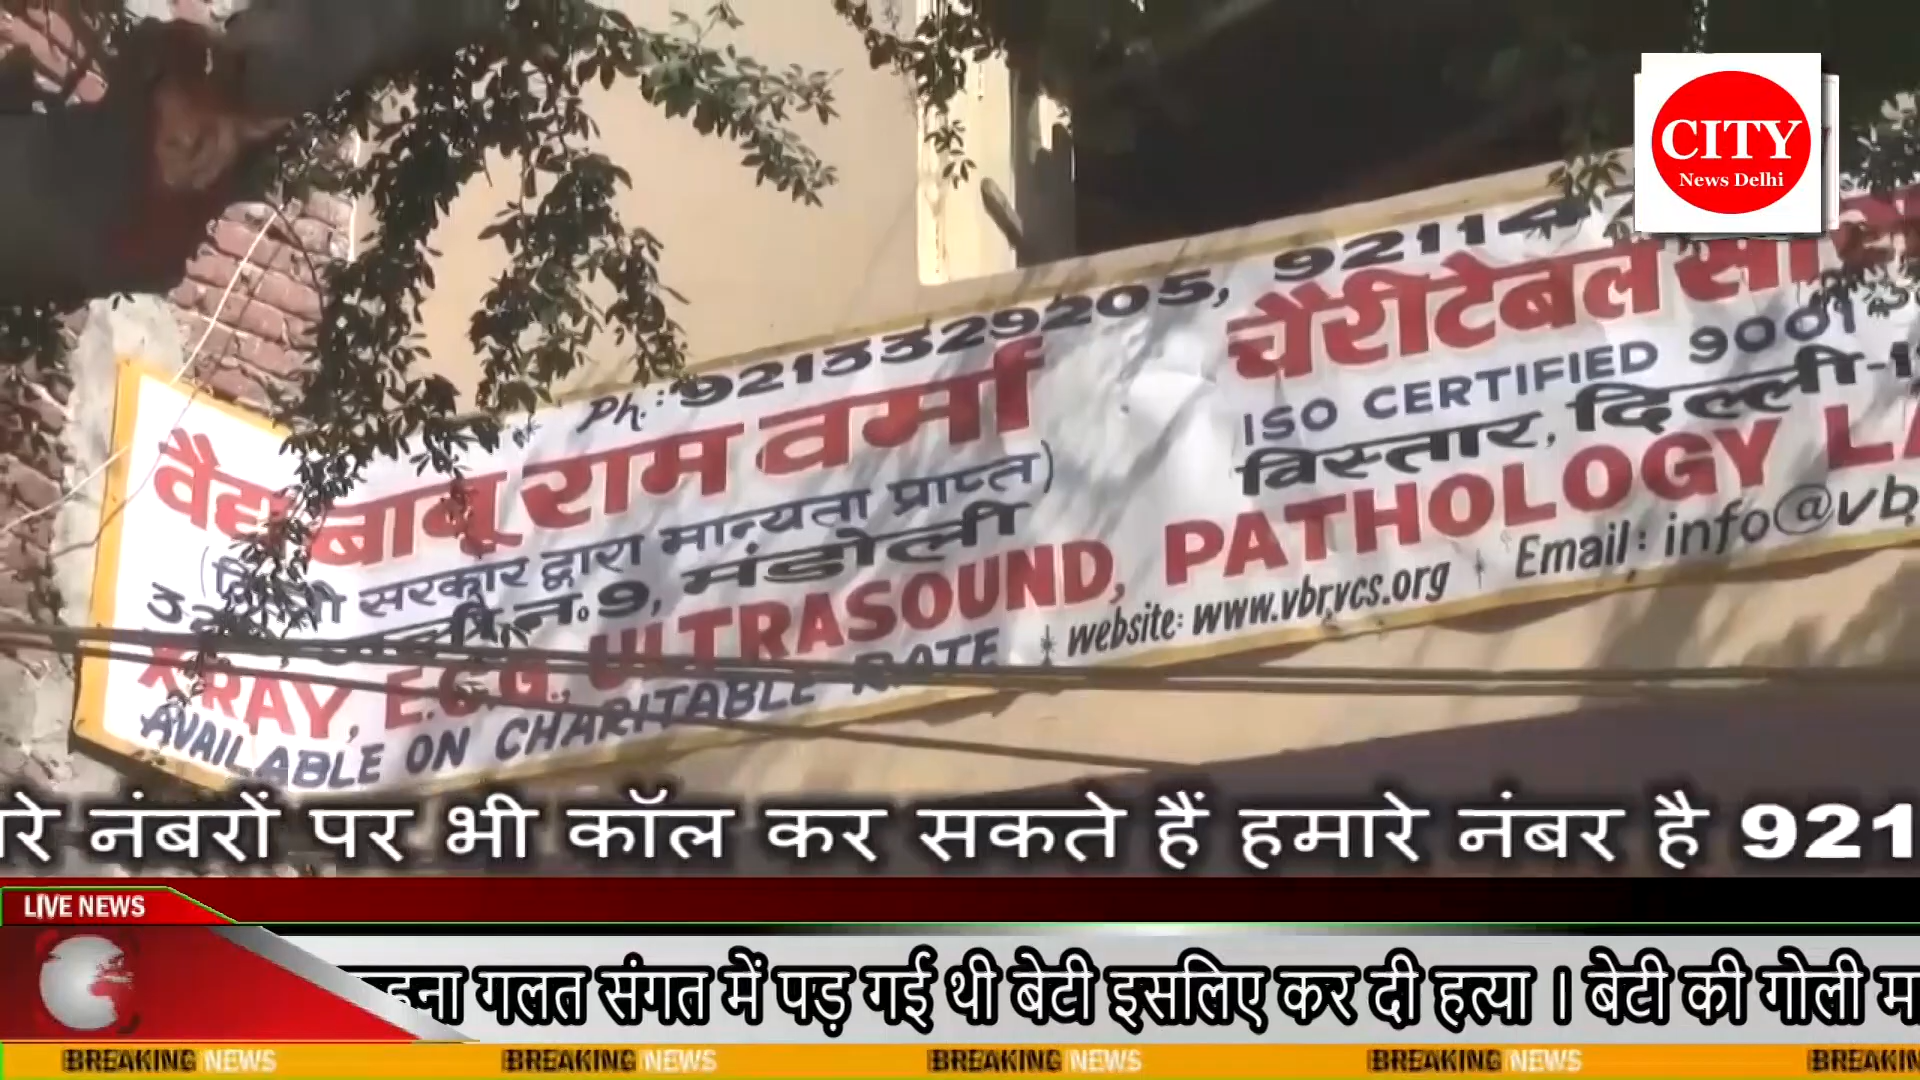 CITY
News Delhi
Ph.: 9213329205, 92114
वैद्य बाबू राम वर्मा चैरीटेबल
(दिल्ली सरकार द्वारा मान्यता प्राप्त) ISO CERTIFIED 9001
गली न॰ 9, मंडोली विस्तार, दिल्ली-
X-RAY, E.C.G., ULTRASOUND, PATHOLOGY
AVAILABLE ON CHARITABLE RATE * website: www.vbrvcs.org * Email: info@vb
रे नंबरों पर भी कॉल कर सकते हैं हमारे नंबर है 921
LIVE NEWS
गलत संगत में पड़ गई थी बेटी इसलिए कर दी हत्या । बेटी की गोली
BREAKING NEWS BREAKING NEWS BREAKING NEWS BREAKING NEWS BREAKIN